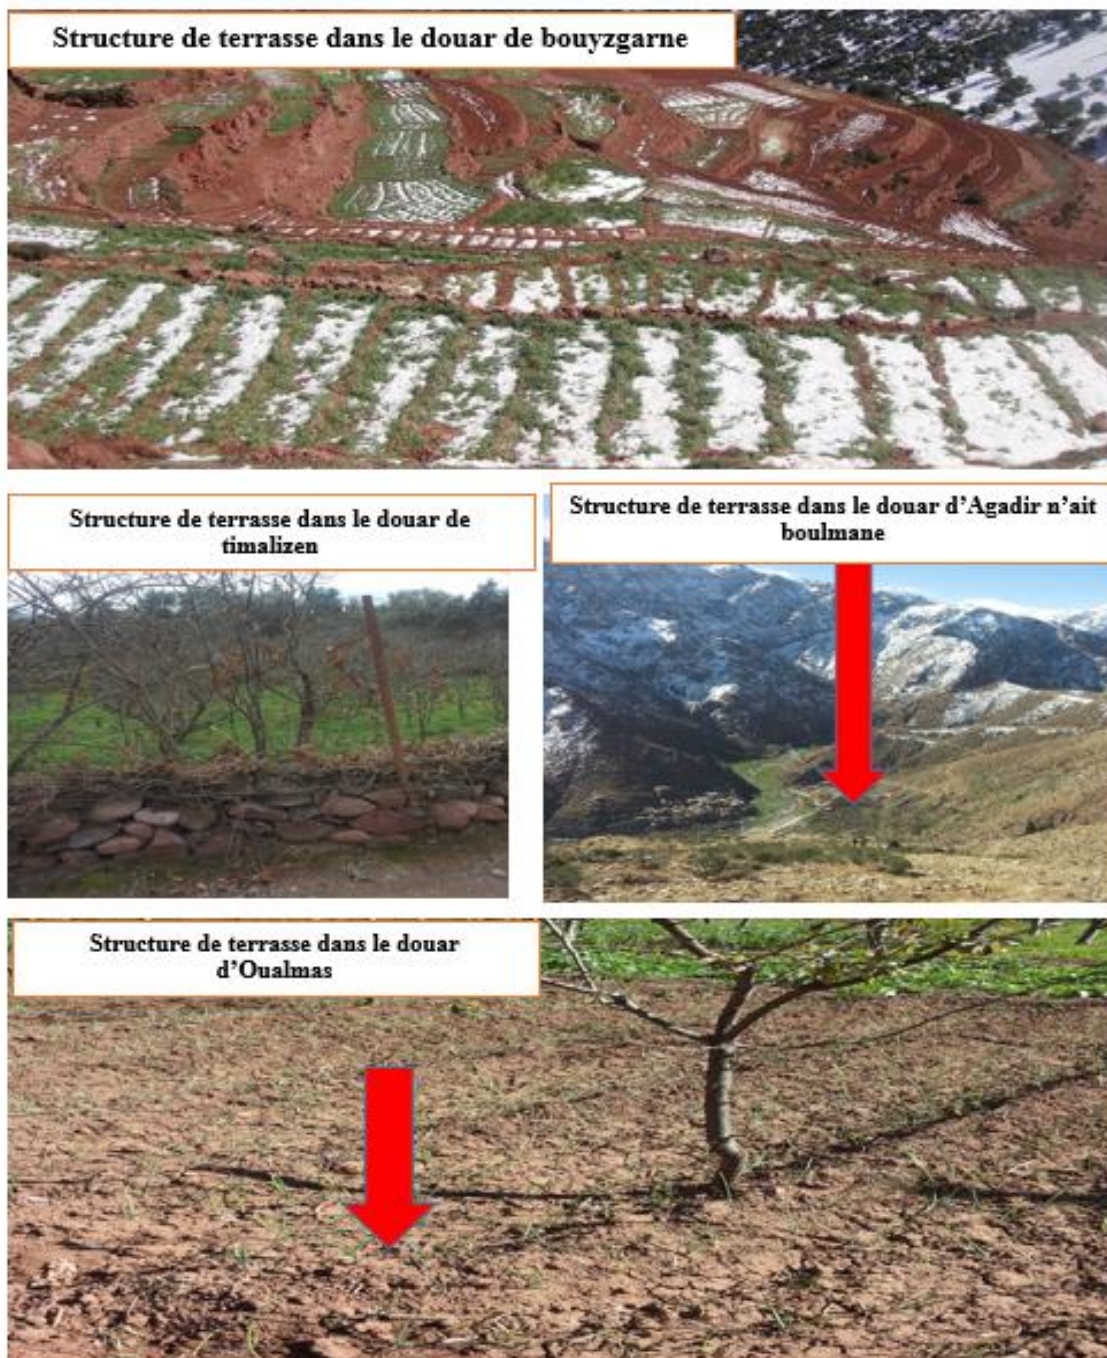 Structure de terrasse dans le douar de bouyzgarne
Structure de terrasse dans le douar de
timalizen
Structure de terrasse dans le douar d’Agadir n’ait
boulmane
Structure de terrasse dans le douar
d’Oualmas